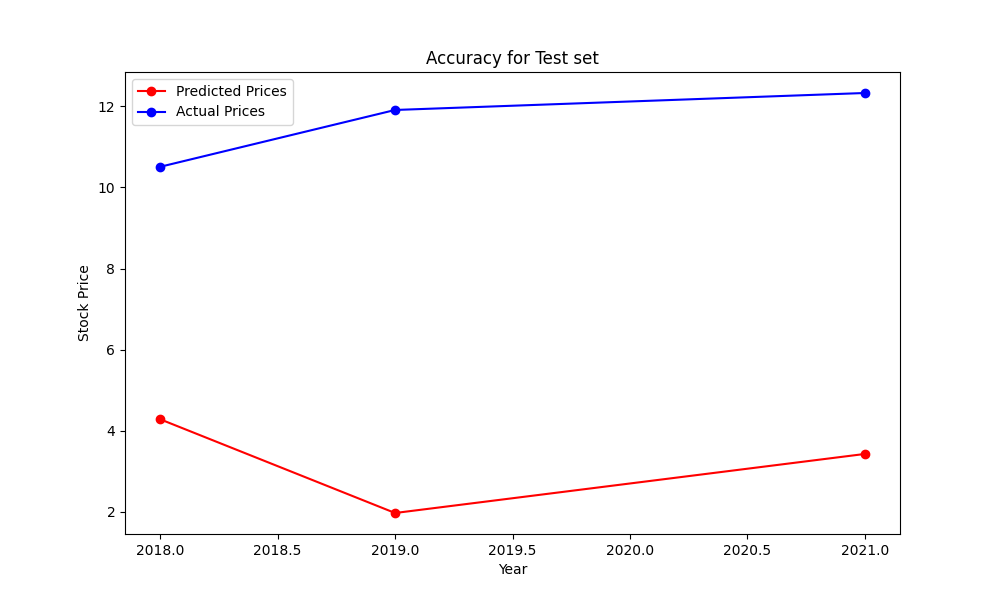 Accuracy for Test set
Predicted Prices
Actual Prices
12
10
8
6
4
2
Stock Price
2018.0
2018.5
2019.0
2019.5
2020.0
2020.5
2021.0
Year